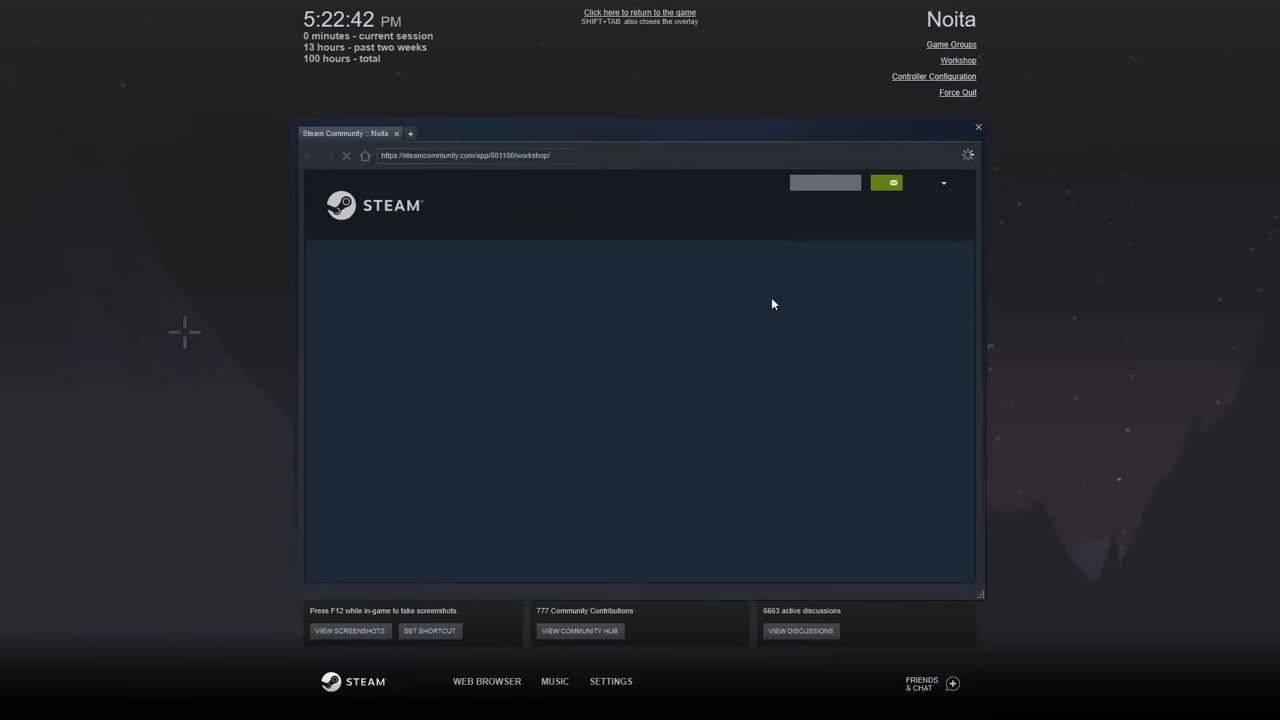 5:22:42 PM
0 minutes - current session
13 hours - past two weeks
100 hours - total
Click here to return to the game
SHIFT+TAB also closes the overlay
Noita
Game Groups
Workshop
Controller Configuration
Force Quit
Steam Community :: Noita
https://steamcommunity.com/app/881100/workshop/
STEAM®
Press F12 while in-game to take screenshots.
VIEW SCREENSHOTS
SET SHORTCUT
777 Community Contributions
VIEW COMMUNITY HUB
6663 active discussions
VIEW DISCUSSIONS
STEAM
WEB BROWSER
MUSIC
SETTINGS
FRIENDS
& CHAT